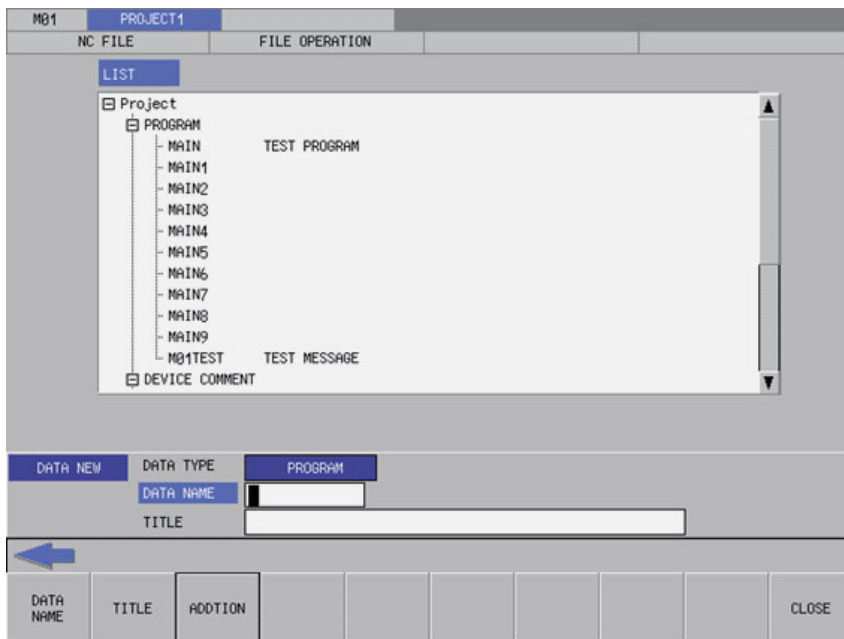 M01 PROJECT1
NC FILE FILE OPERATION
LIST
Project
PROGRAM
MAIN TEST PROGRAM
MAIN1
MAIN2
MAIN3
MAIN4
MAIN5
MAIN6
MAIN7
MAIN8
MAIN9
M01TEST TEST MESSAGE
DEVICE COMMENT
DATA NEW DATA TYPE PROGRAM
DATA NAME
TITLE
DATA NAME TITLE ADDTION CLOSE